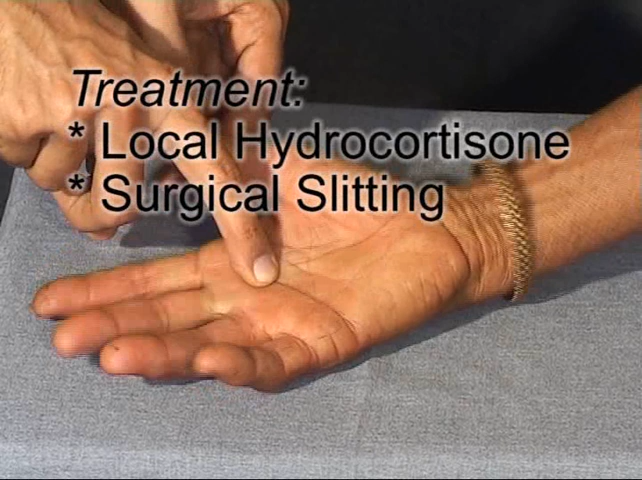 Treatment:
* Local Hydrocortisone
* Surgical Slitting